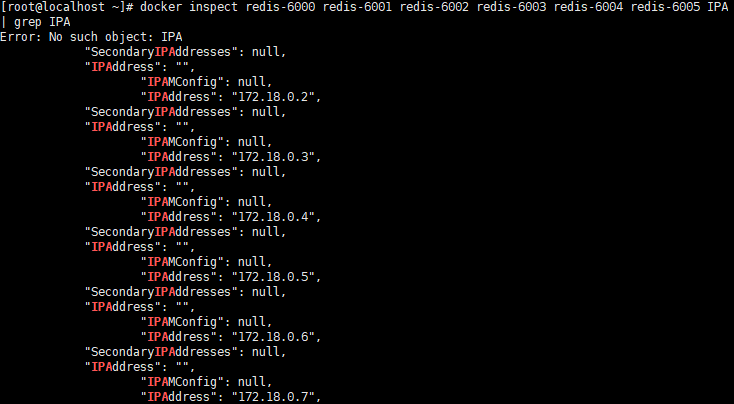 [root@localhost ~]# docker inspect redis-6000 redis-6001 redis-6002 redis-6003 redis-6004 redis-6005 IPA
| grep IPA
Error: No such object: IPA
            "SecondaryIPAddresses": null,
            "IPAddress": "",
                    "IPAMConfig": null,
                    "IPAddress": "172.18.0.2",
            "SecondaryIPAddresses": null,
            "IPAddress": "",
                    "IPAMConfig": null,
                    "IPAddress": "172.18.0.3",
            "SecondaryIPAddresses": null,
            "IPAddress": "",
                    "IPAMConfig": null,
                    "IPAddress": "172.18.0.4",
            "SecondaryIPAddresses": null,
            "IPAddress": "",
                    "IPAMConfig": null,
                    "IPAddress": "172.18.0.5",
            "SecondaryIPAddresses": null,
            "IPAddress": "",
                    "IPAMConfig": null,
                    "IPAddress": "172.18.0.6",
            "SecondaryIPAddresses": null,
            "IPAddress": "",
                    "IPAMConfig": null,
                    "IPAddress": "172.18.0.7",